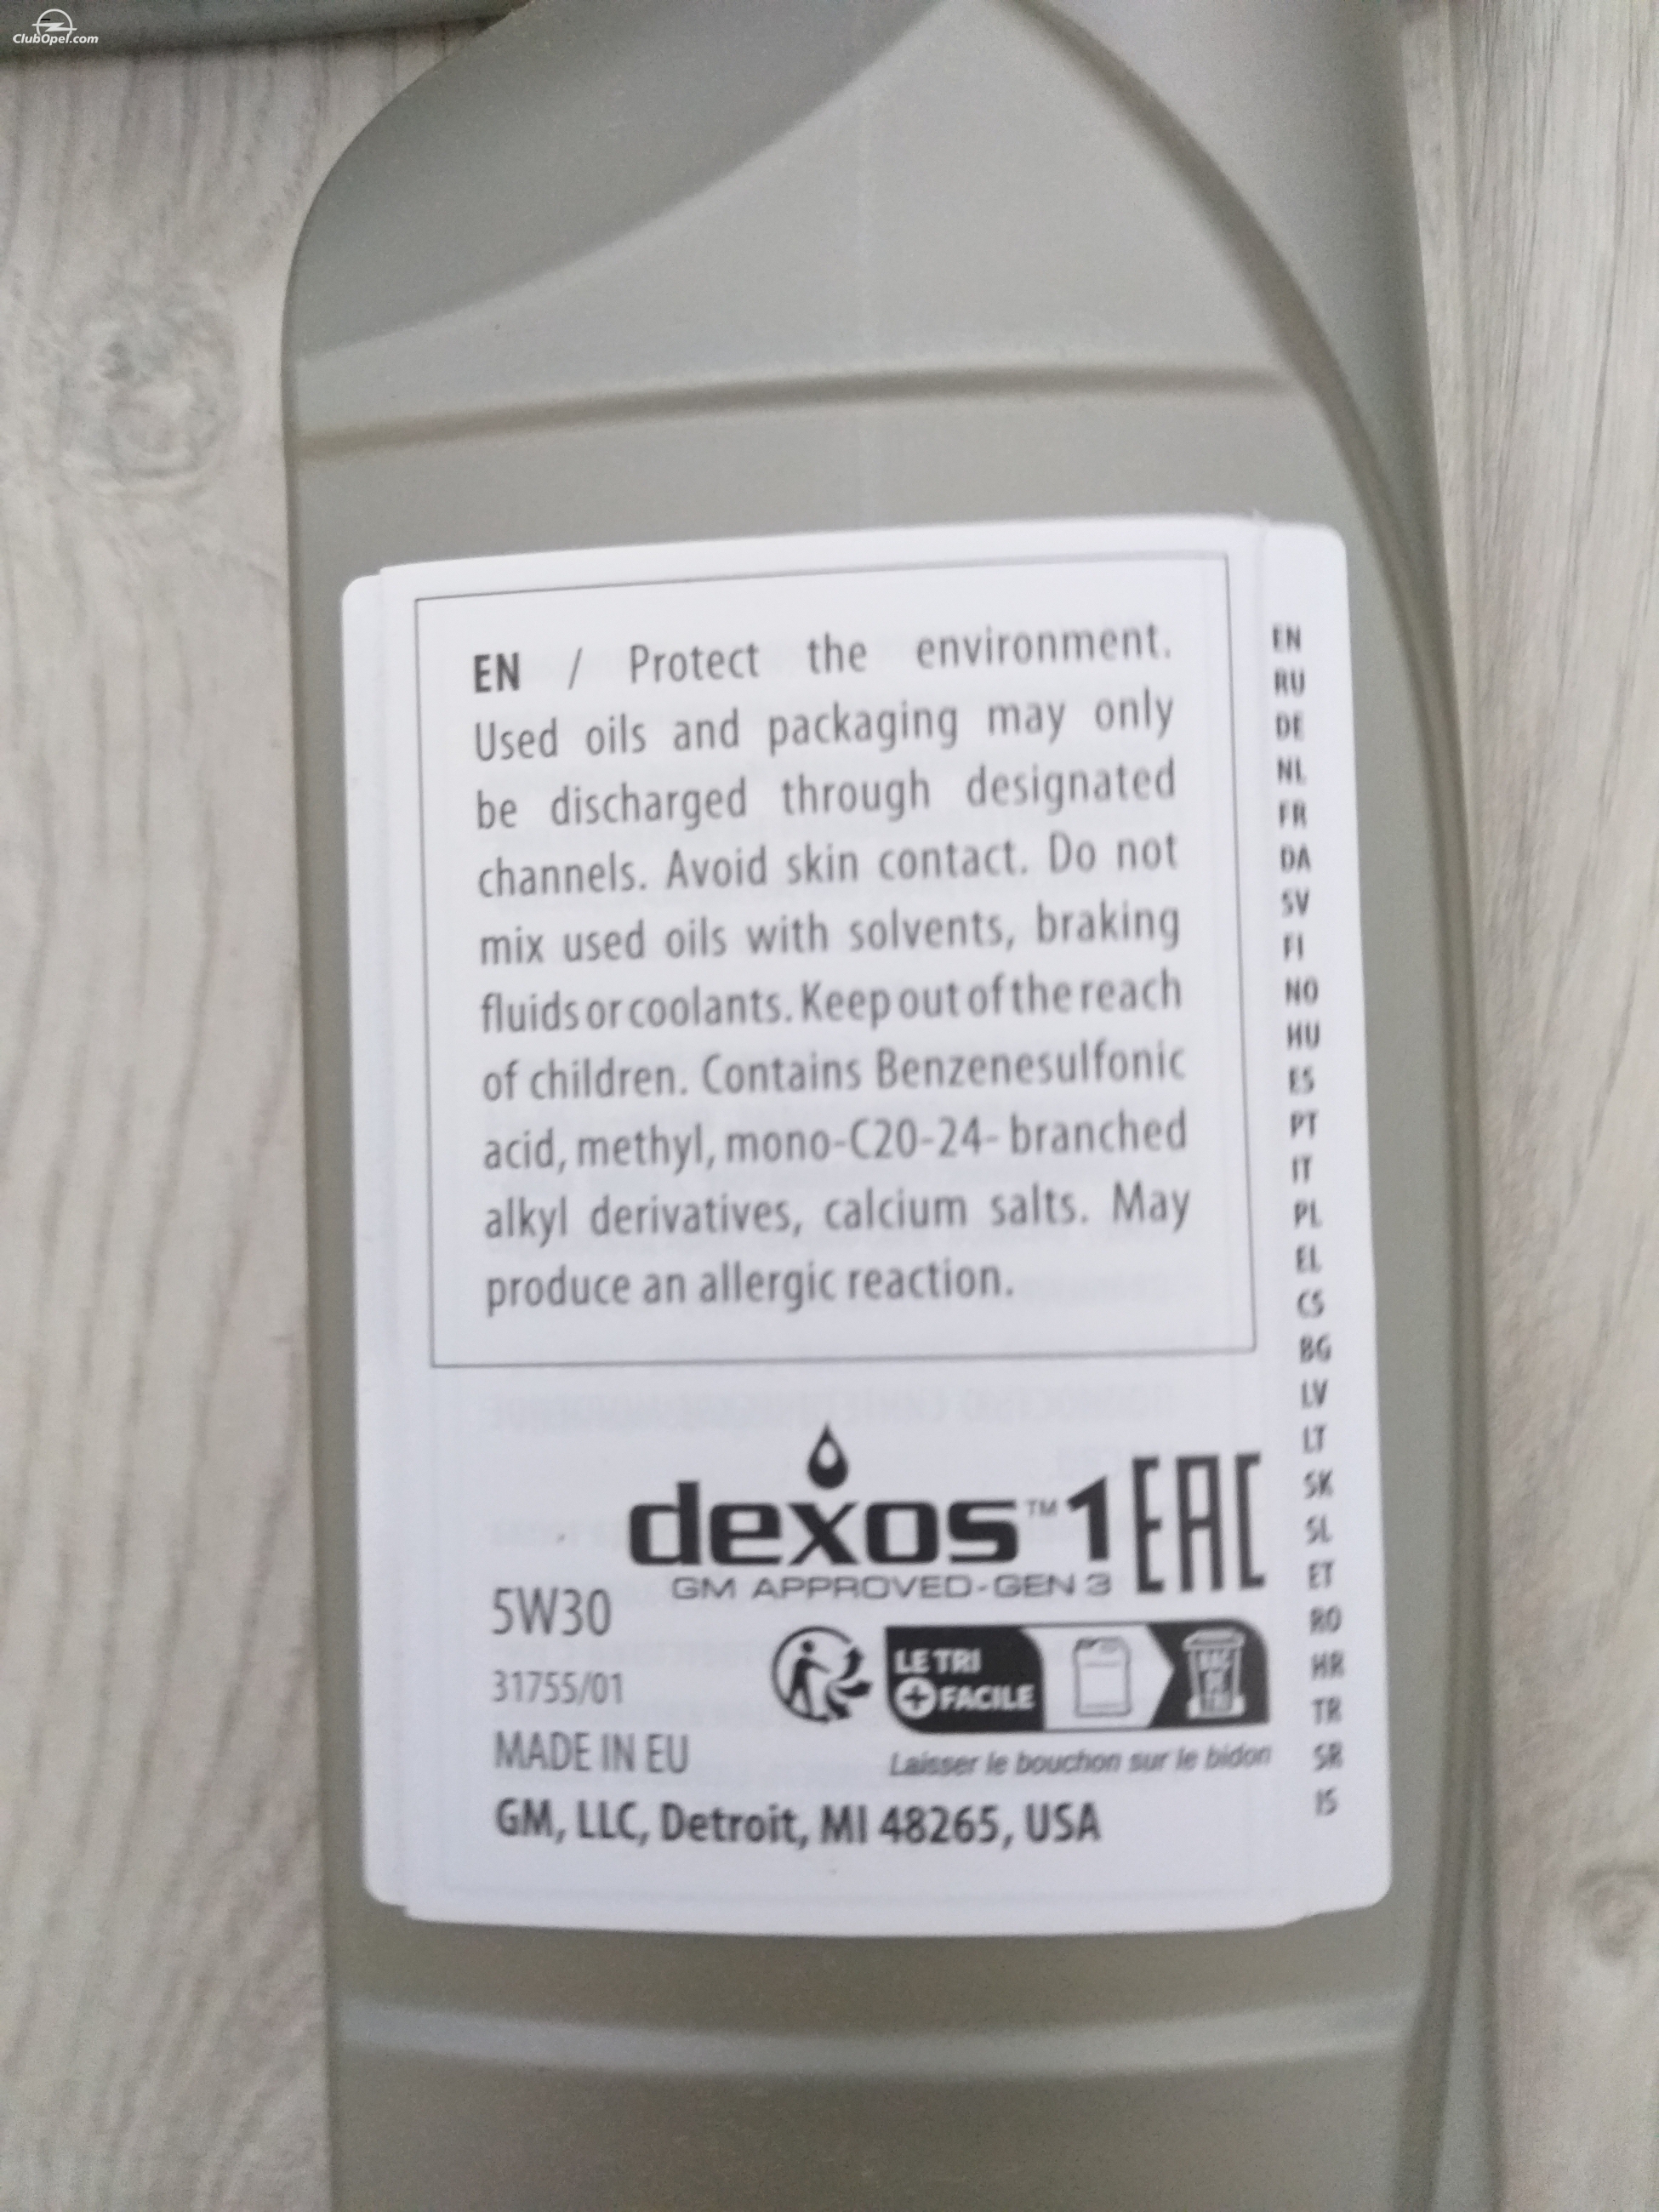 ClubOpel.com
EN / Protect the environment.
Used oils and packaging may only
be discharged through designated
channels. Avoid skin contact. Do not
mix used oils with solvents, braking
fluids or coolants. Keep out of the reach
of children. Contains Benzenesulfonic
acid, methyl, mono-C20-24- branched
alkyl derivatives, calcium salts. May
produce an allergic reaction.
dexos™1 EAC
GM APPROVED-GEN 3
5W30
31755/01
MADE IN EU
LE TRI
+ FACILE
BAC
DE
TRI
Laisser le bouchon sur le bidon
GM, LLC, Detroit, MI 48265, USA
EN
RU
DE
NL
FR
DA
SV
FI
NO
HU
ES
PT
IT
PL
EL
CS
BG
LV
LT
SK
SL
ET
RO
HR
TR
SR
IS